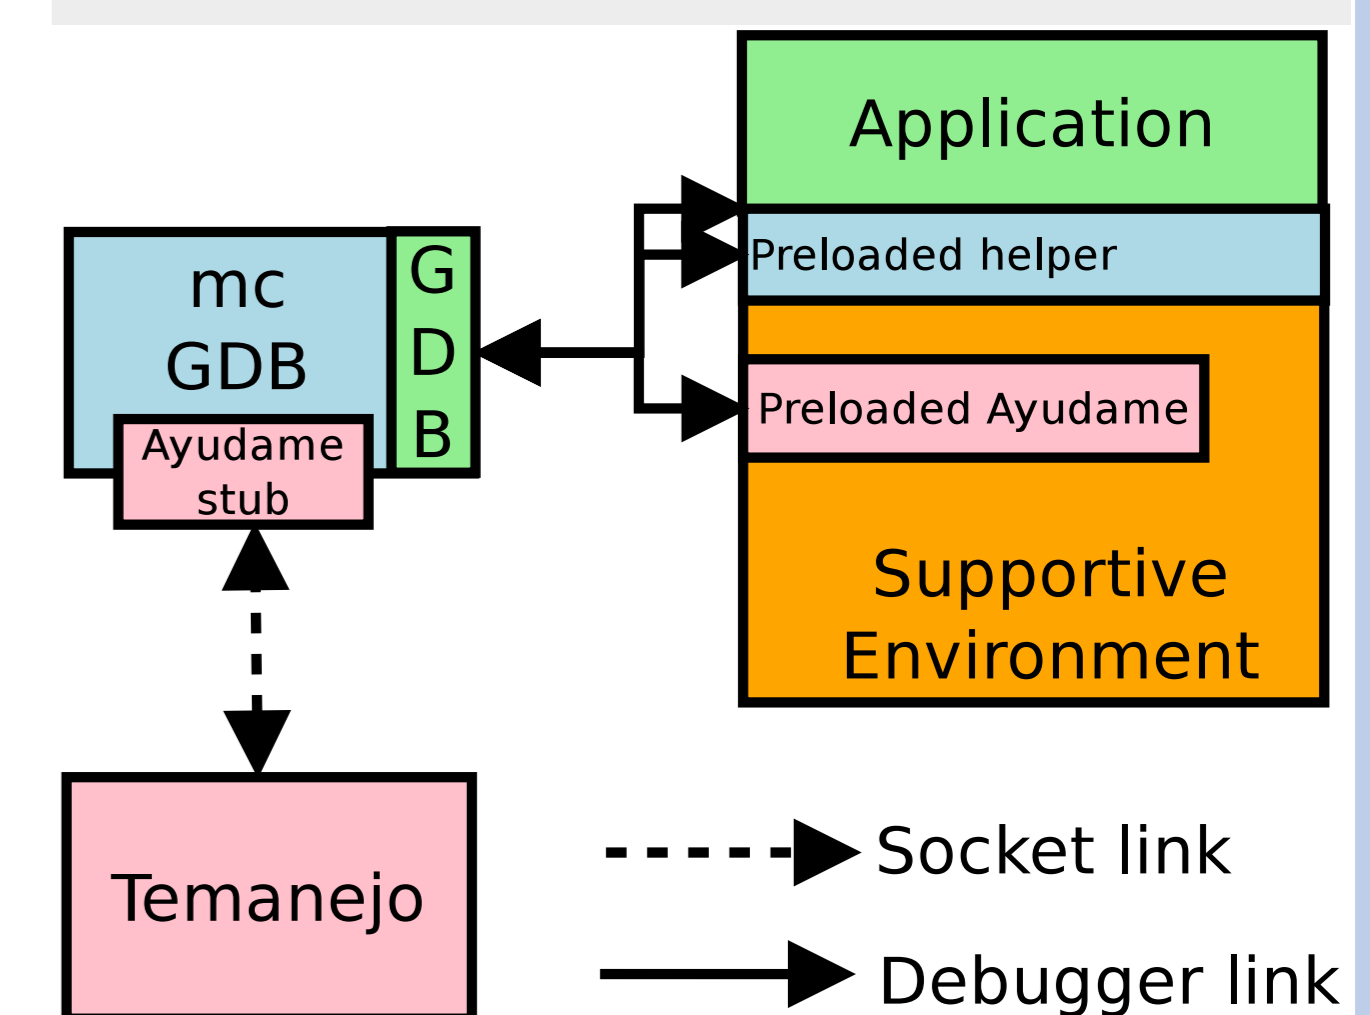 Application
Preloaded helper
mc
GDB
G
D
B
Preloaded Ayudame
Ayudame
stub
Supportive
Environment
Temanejo
Socket link
Debugger link